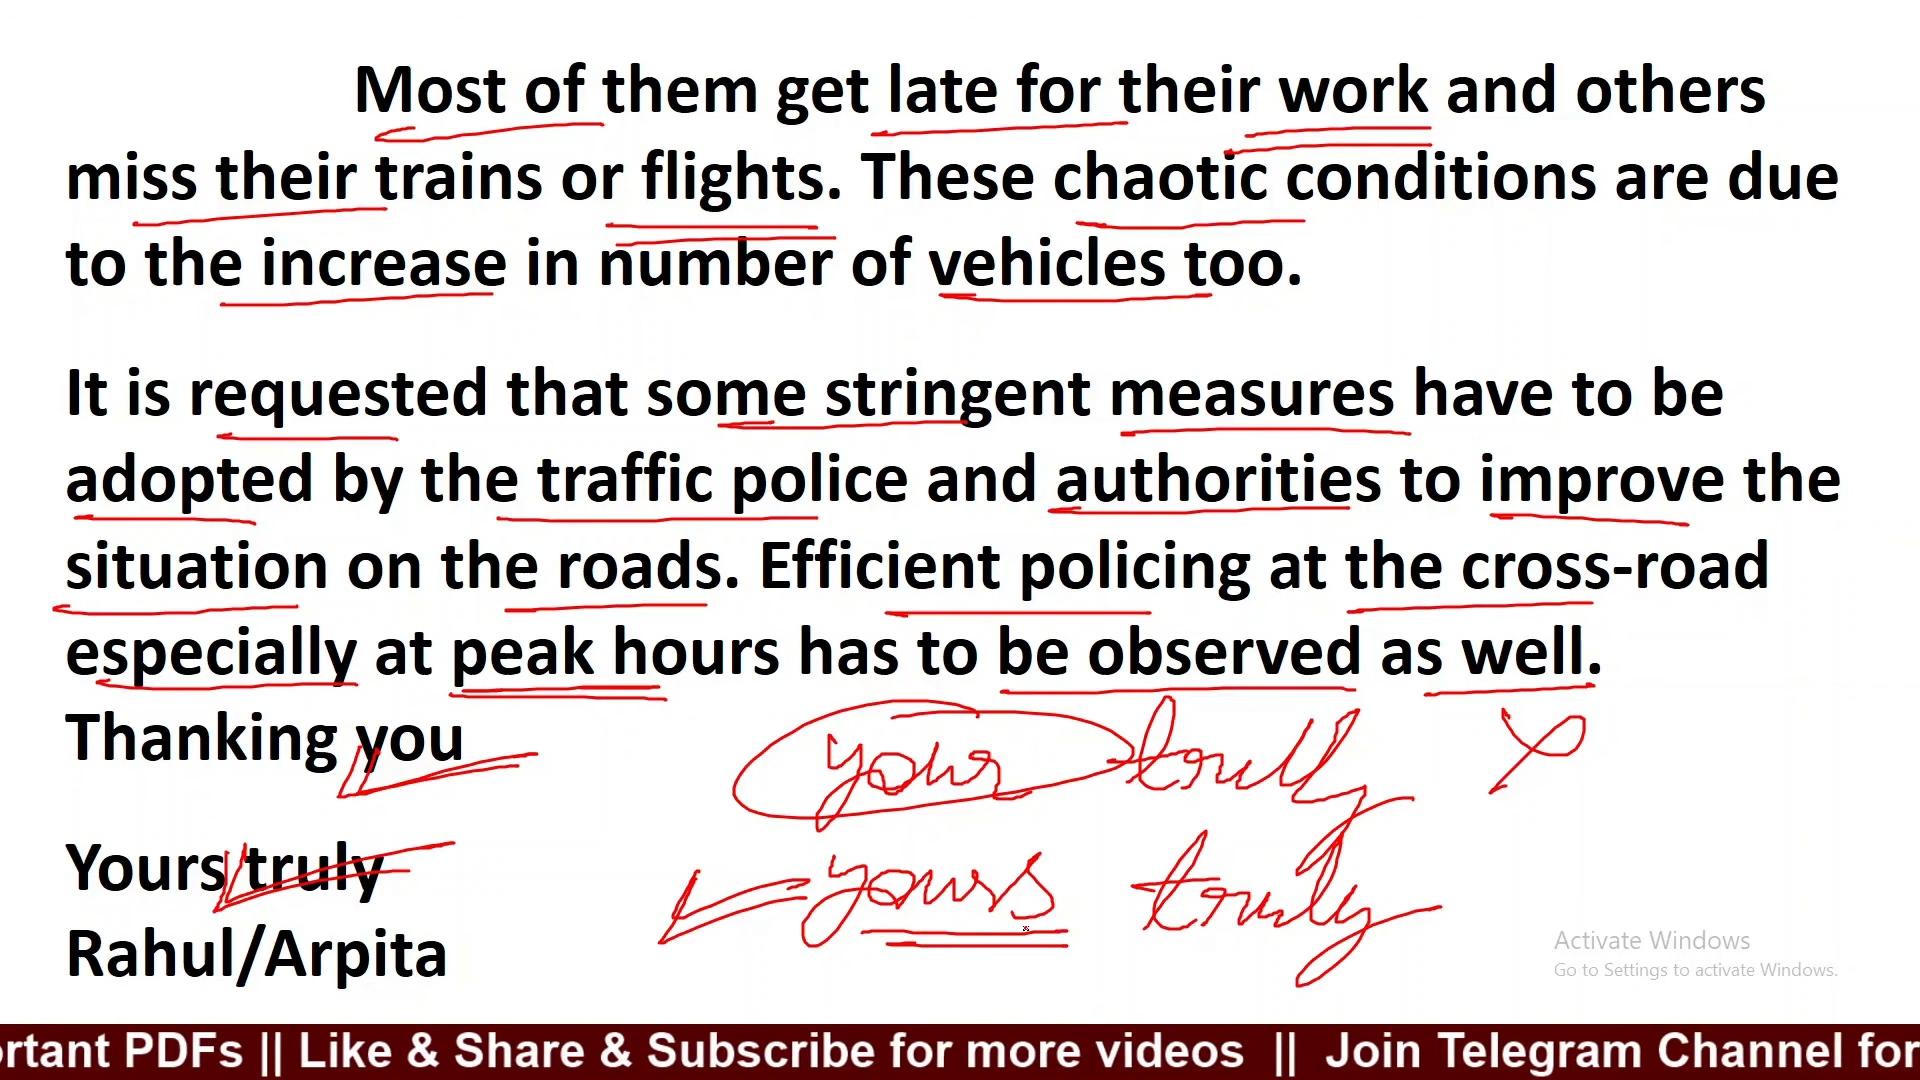 Most of them get late for their work and others
miss their trains or flights. These chaotic conditions are due
to the increase in number of vehicles too.
It is requested that some stringent measures have to be
adopted by the traffic police and authorities to improve the
situation on the roads. Efficient policing at the cross-road
especially at peak hours has to be observed as well.
Thanking you
your truly
Yours truly
yours truly
Rahul/Arpita
Activate Windows
Go to Settings to activate Windows.
rtant PDFs || Like & Share & Subscribe for more videos || Join Telegram Channel for